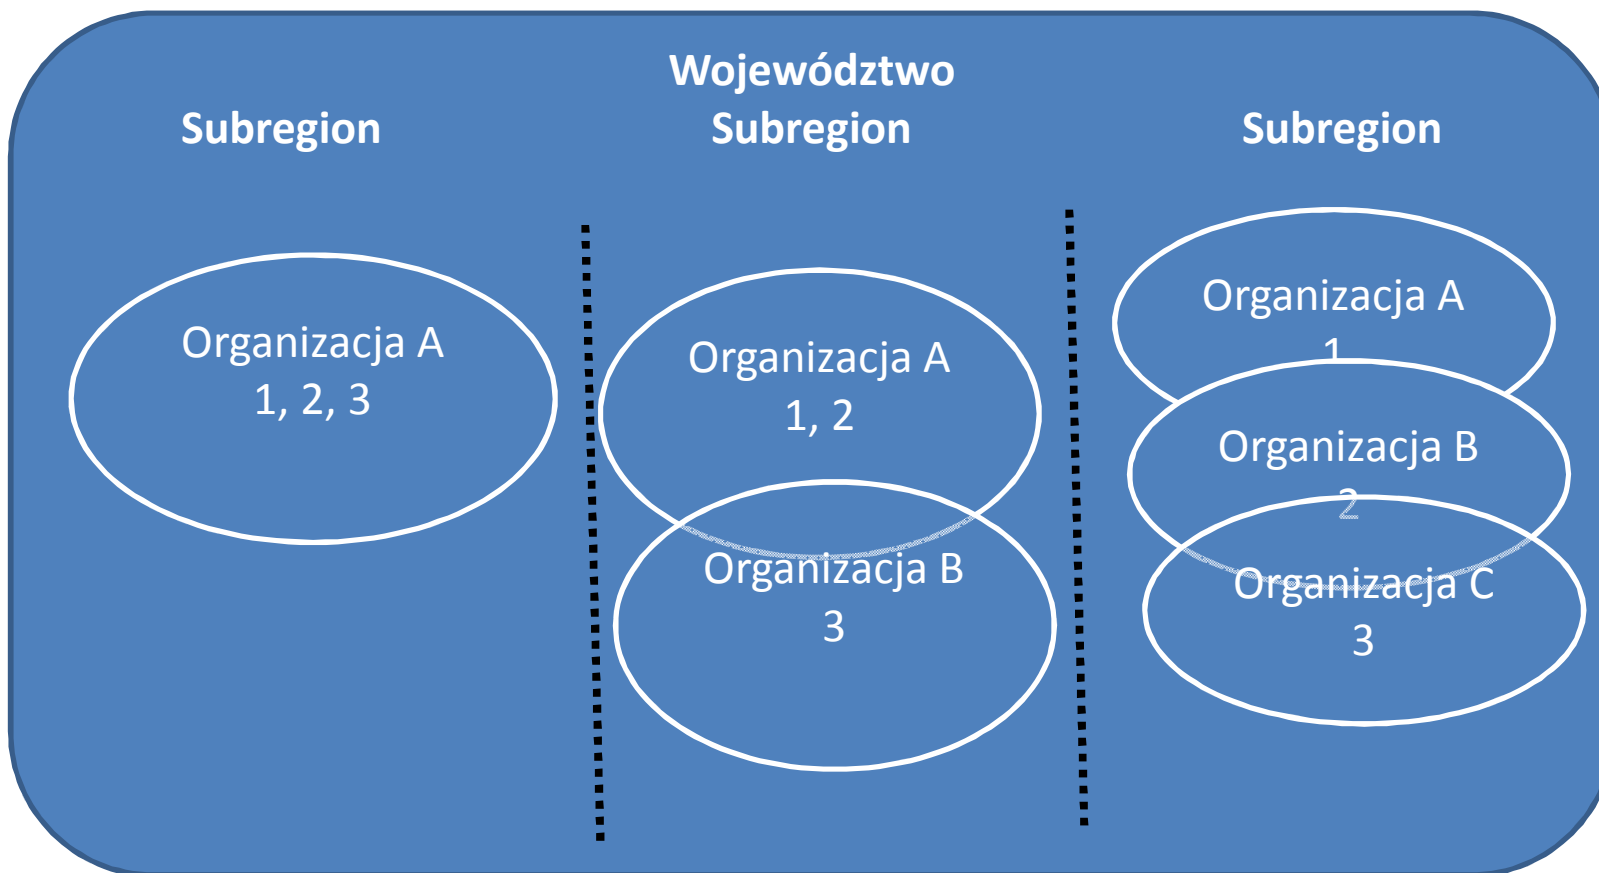 Województwo
Subregion
Subregion
Subregion
Organizacja A
1, 2, 3
Organizacja A
1, 2
Organizacja B
3
Organizacja A
1
Organizacja B
2
Organizacja C
3